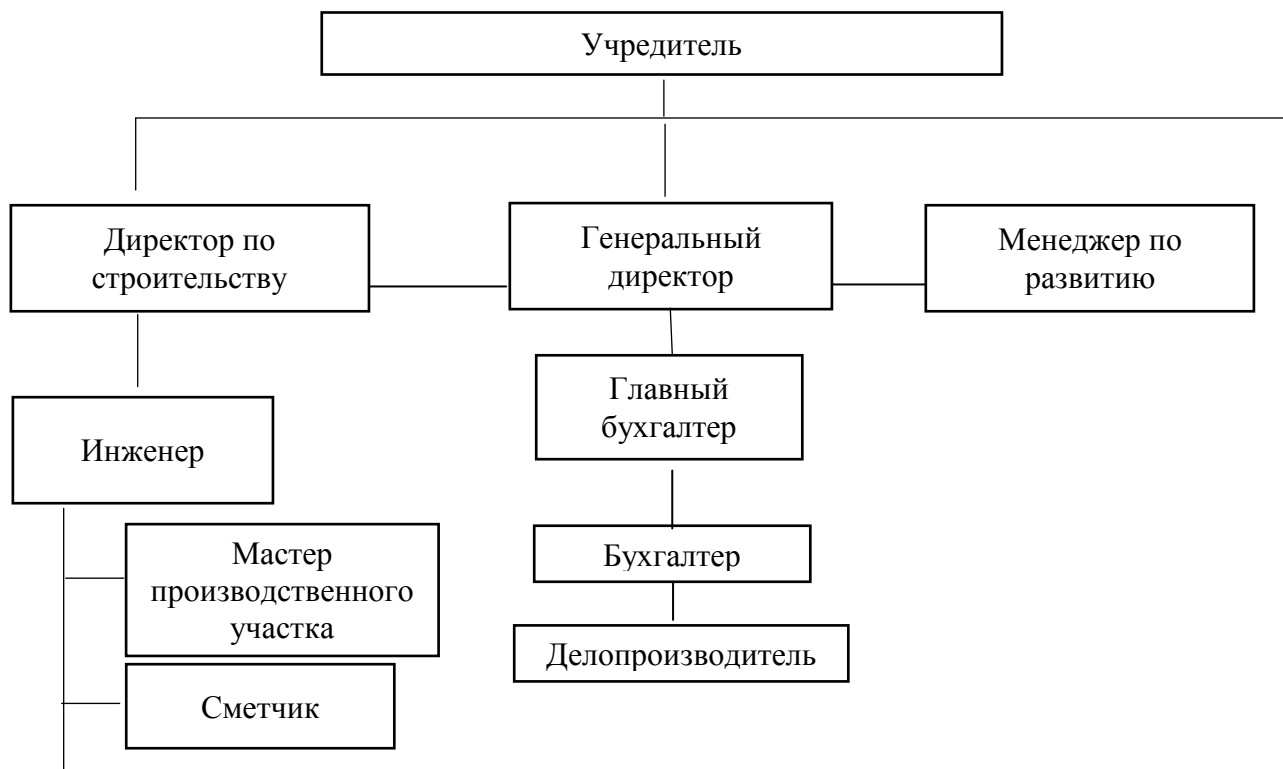 Учредитель
Директор по
строительству
Генеральный
директор
Менеджер по
развитию
Инженер
Главный
бухгалтер
Мастер
производственного
участка
Бухгалтер
Делопроизводитель
Сметчик